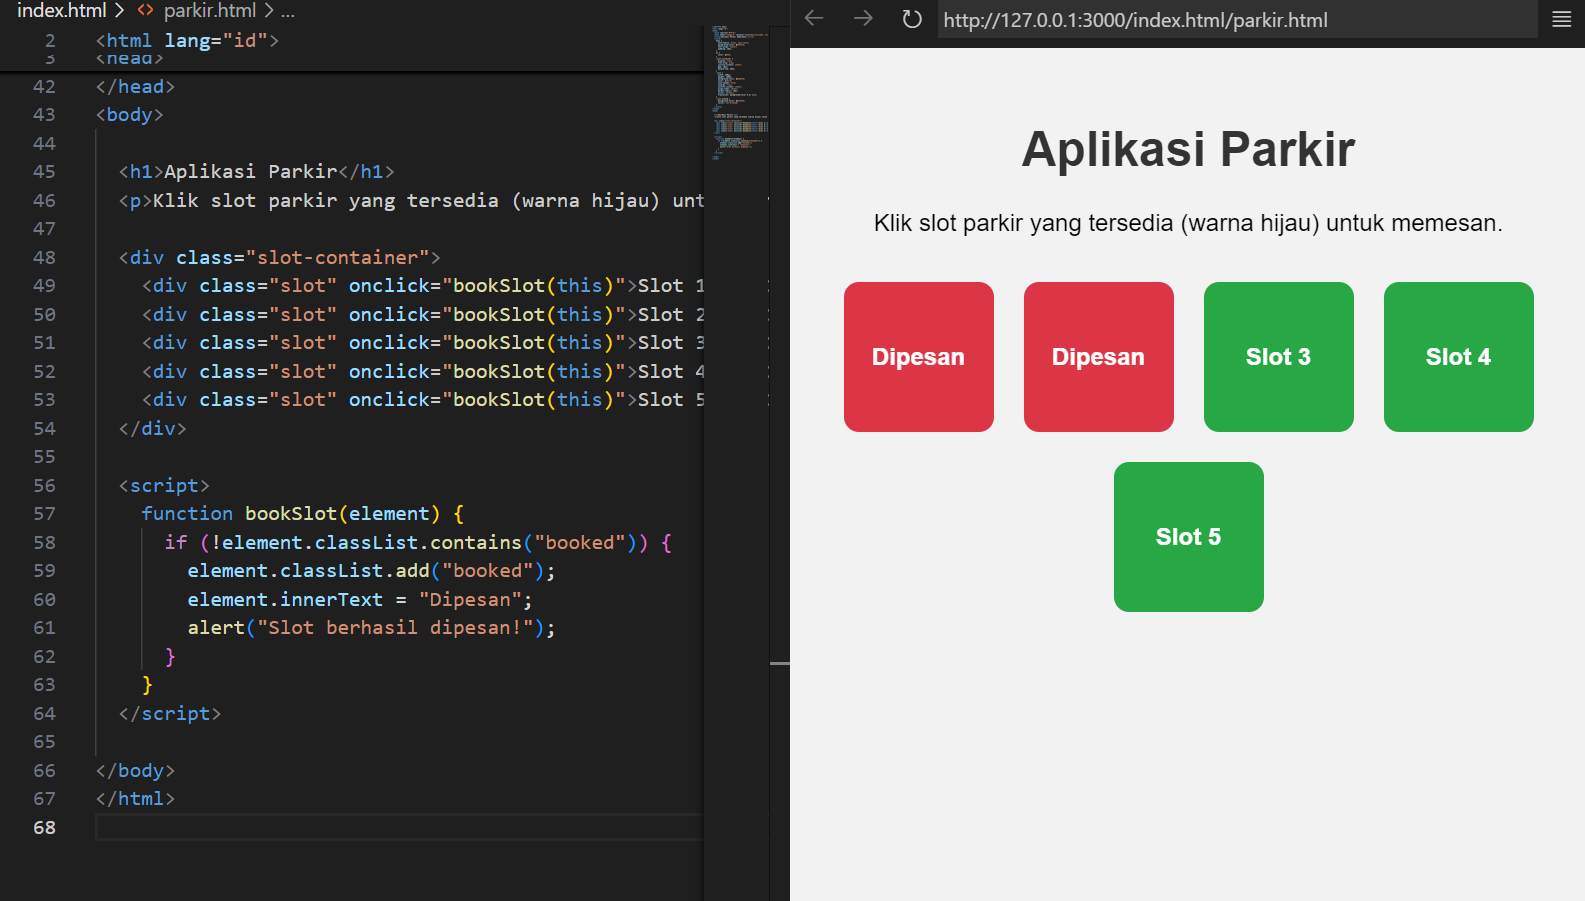 index.html > parkir.html > ...
2 <html lang="id">
3 <head>
42 </head>
43 <body>
44
45 <h1>Aplikasi Parkir</h1>
46 <p>Klik slot parkir yang tersedia (warna hijau) unt
47
48 <div class="slot-container">
49 <div class="slot" onclick="bookSlot(this)">Slot 1
50 <div class="slot" onclick="bookSlot(this)">Slot 2
51 <div class="slot" onclick="bookSlot(this)">Slot 3
52 <div class="slot" onclick="bookSlot(this)">Slot 4
53 <div class="slot" onclick="bookSlot(this)">Slot 5
54 </div>
55
56 <script>
57 function bookSlot(element) {
58 if (!element.classList.contains("booked")) {
59 element.classList.add("booked");
60 element.innerText = "Dipesan";
61 alert("Slot berhasil dipesan!");
62 }
63 }
64 </script>
65
66 </body>
67 </html>
68
http://127.0.0.1:3000/index.html/parkir.html
Aplikasi Parkir
Klik slot parkir yang tersedia (warna hijau) untuk memesan.
Dipesan Dipesan Slot 3 Slot 4
Slot 5